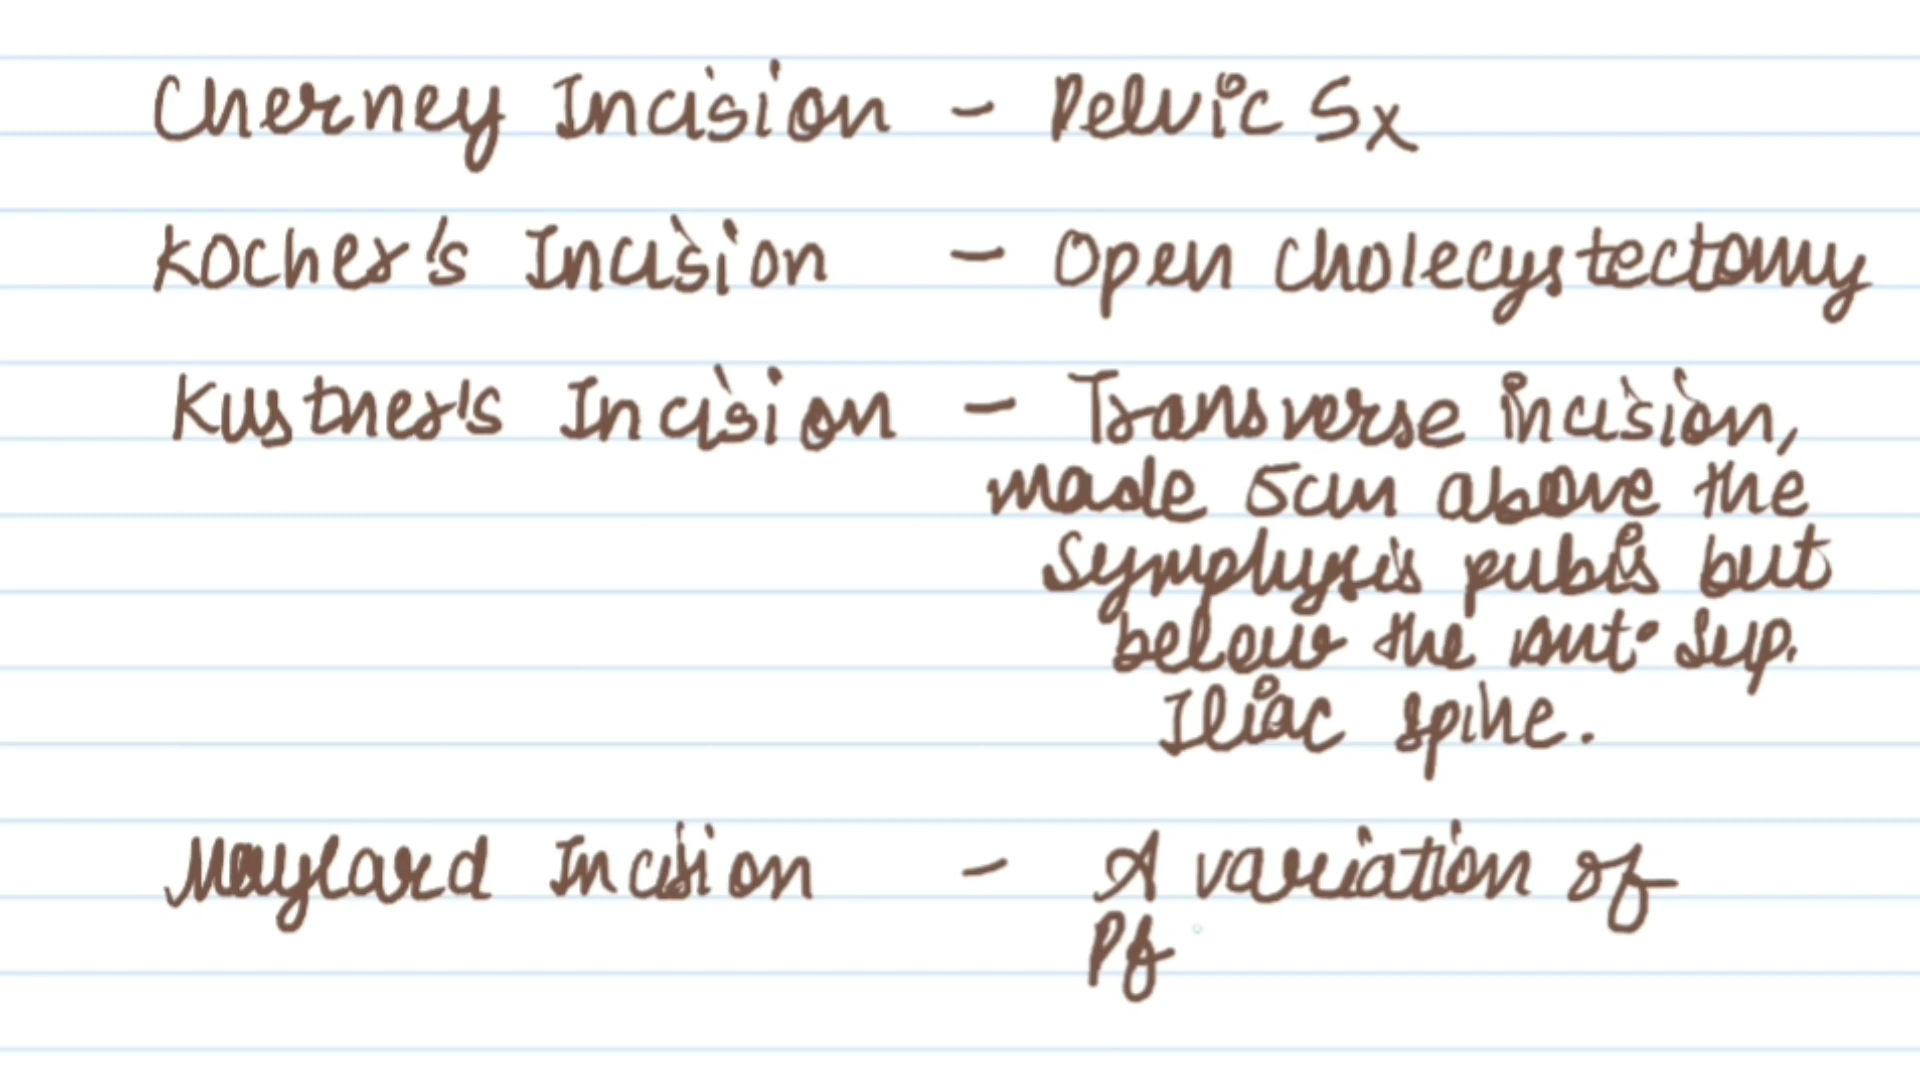 Cherney Incision - Pelvic Sx
Kocher's Incision - Open Cholecystectomy
Kustner's Incision - Transverse incision,
made 5cm above the
Symphysis pubis but
below the ant. Sup.
Iliac spine.
Maylard Incision - A variation of
Pf